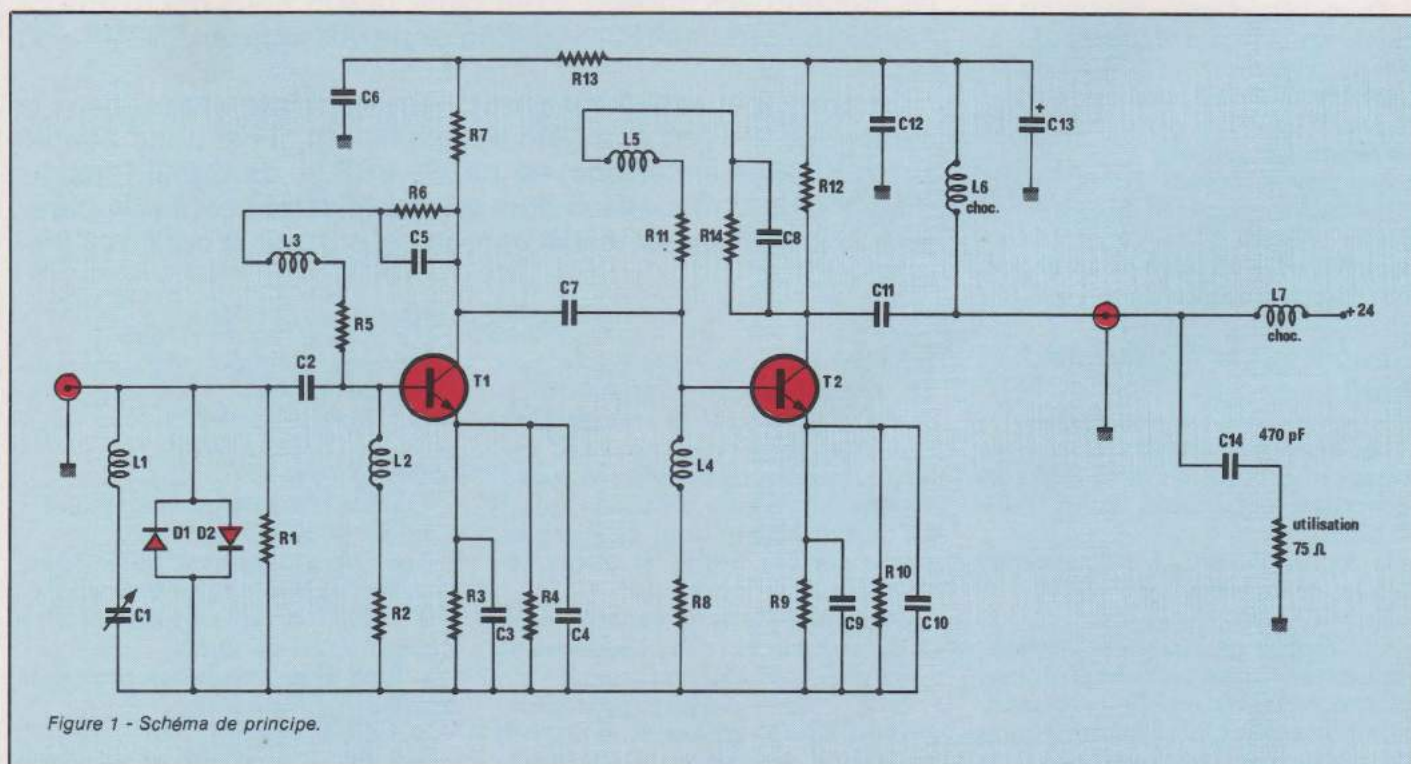 R13
C6
R7
C12
+
C13
L5
L6
choc.
R6
R12
L3
C5
R11
R14
C8
L7
choc.
+24
C7
C11
R5
C2
T1
T2
C14
470 pF
L1
L2
L4
D1
D2
R1
utilisation
75 Ω
C1
R2
R3
C3
R4
C4
R8
R9
C9
R10
C10
Figure 1 - Schéma de principe.